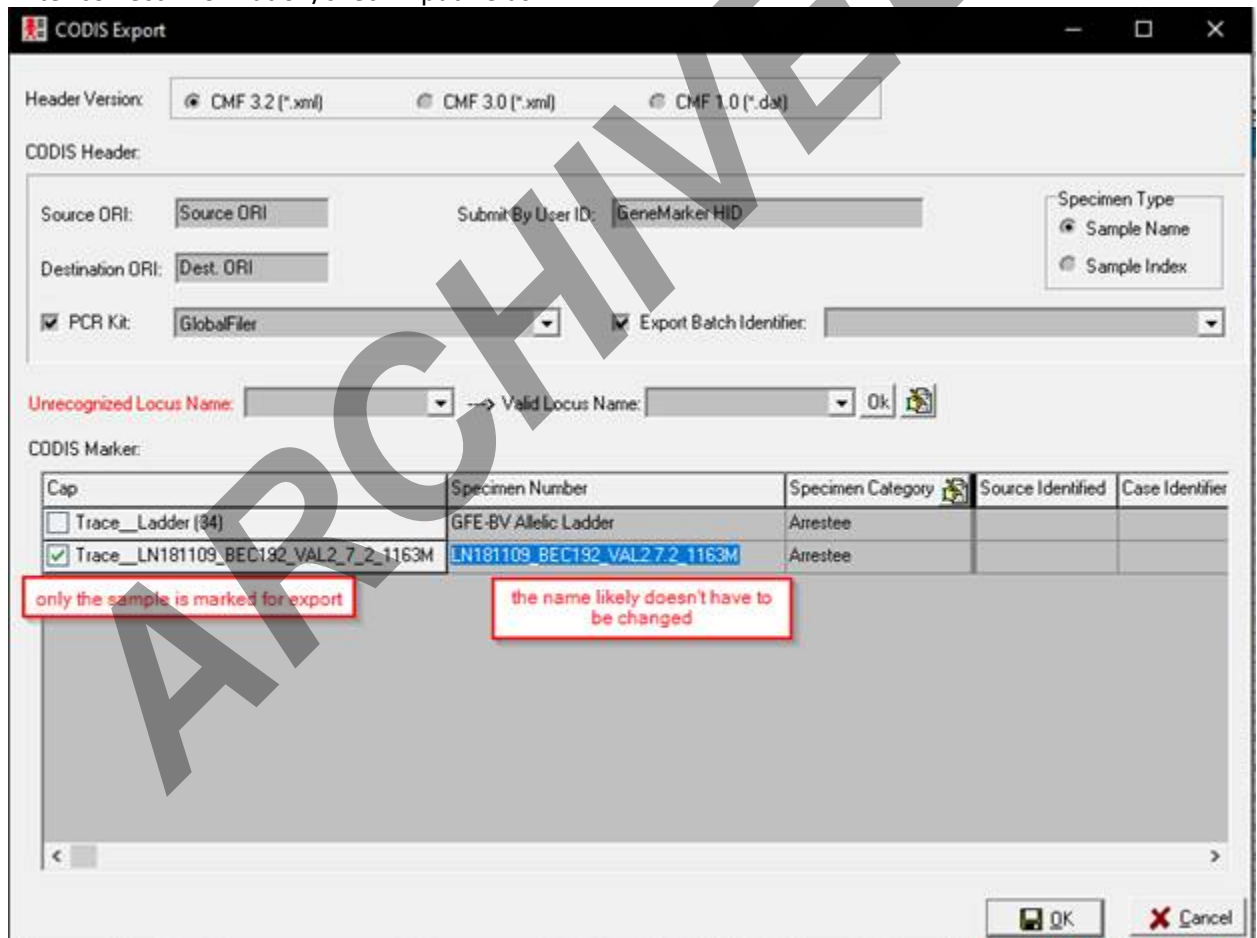 CODIS Export
Header Version: CMF 3.2 (*.xml) CMF 3.0 (*.xml) CMF 1.0 (*.dat)
CODIS Header:
Source ORI: Source ORI Submit By User ID: GeneMarker HID Specimen Type
Sample Name
Destination ORI: Dest. ORI Sample Index
PCR Kit: GlobalFiler Export Batch Identifier:
Unrecognized Locus Name: ---> Valid Locus Name: Ok
CODIS Marker:
Cap Specimen Number Specimen Category Source Identified Case Identifier
Trace__Ladder (34) GFE-BV Allelic Ladder Arrestee
Trace__LN181109_BEC192_VAL2_7_2_1163M LN181109_BEC192_VAL2.7.2_1163M Arrestee
only the sample is marked for export
the name likely doesn't have to
be changed
OK Cancel